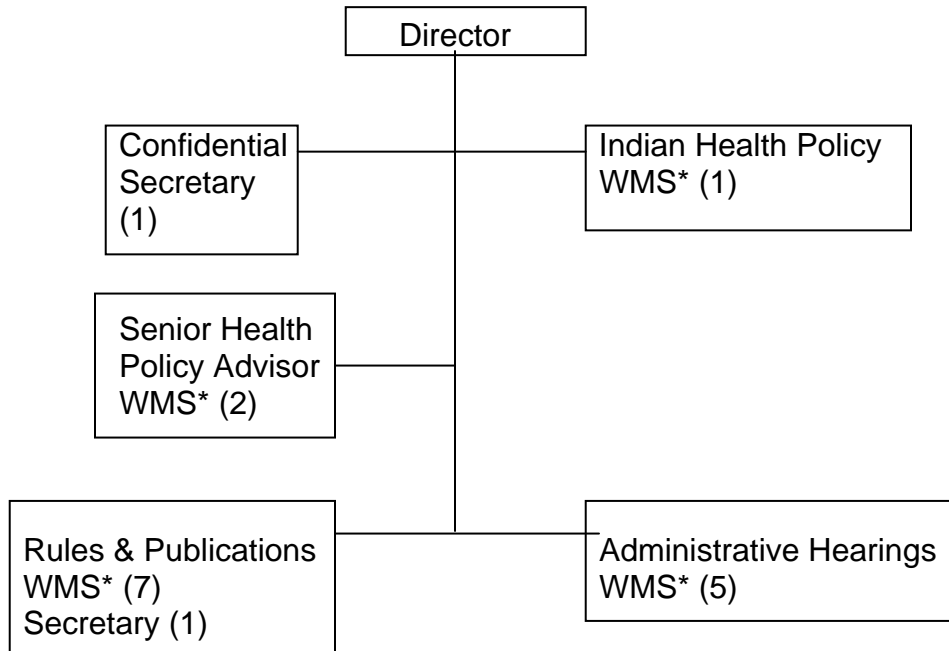 Director
Confidential
Secretary
(1)
Indian Health Policy
WMS* (1)
Senior Health
Policy Advisor
WMS* (2)
Rules & Publications
WMS* (7)
Secretary (1)
Administrative Hearings
WMS* (5)